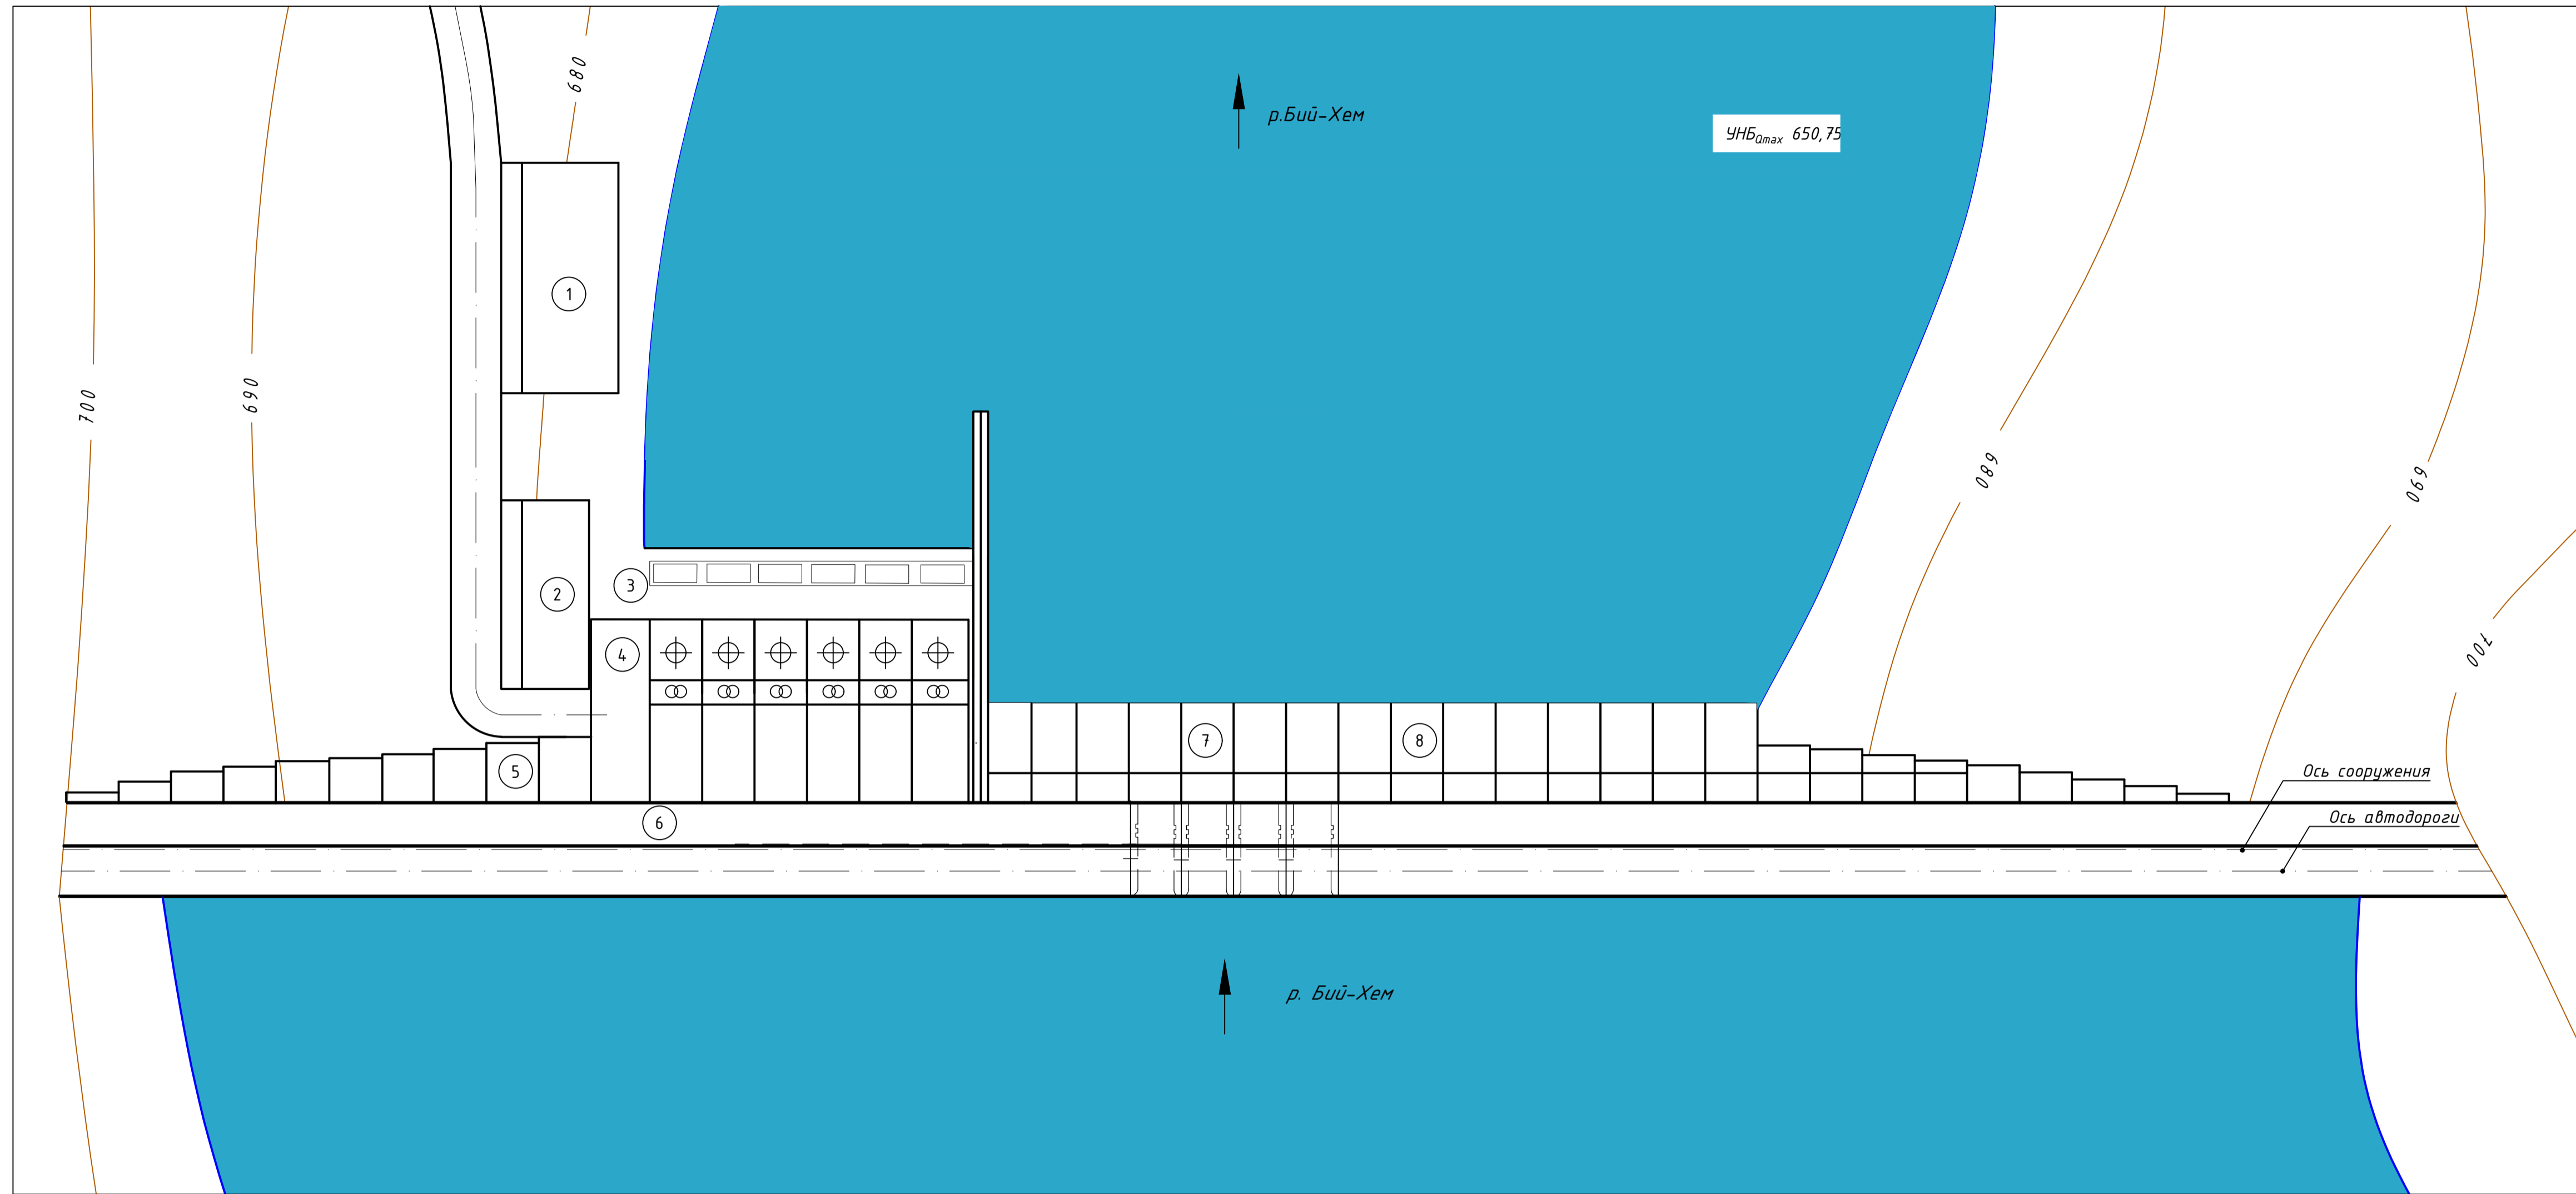 680
р.Бий-Хем
УНБQmax 650,75
1
700
690
680
690
2
3
4
700
7
8
5
Ось сооружения
Ось автодороги
6
р. Бий-Хем